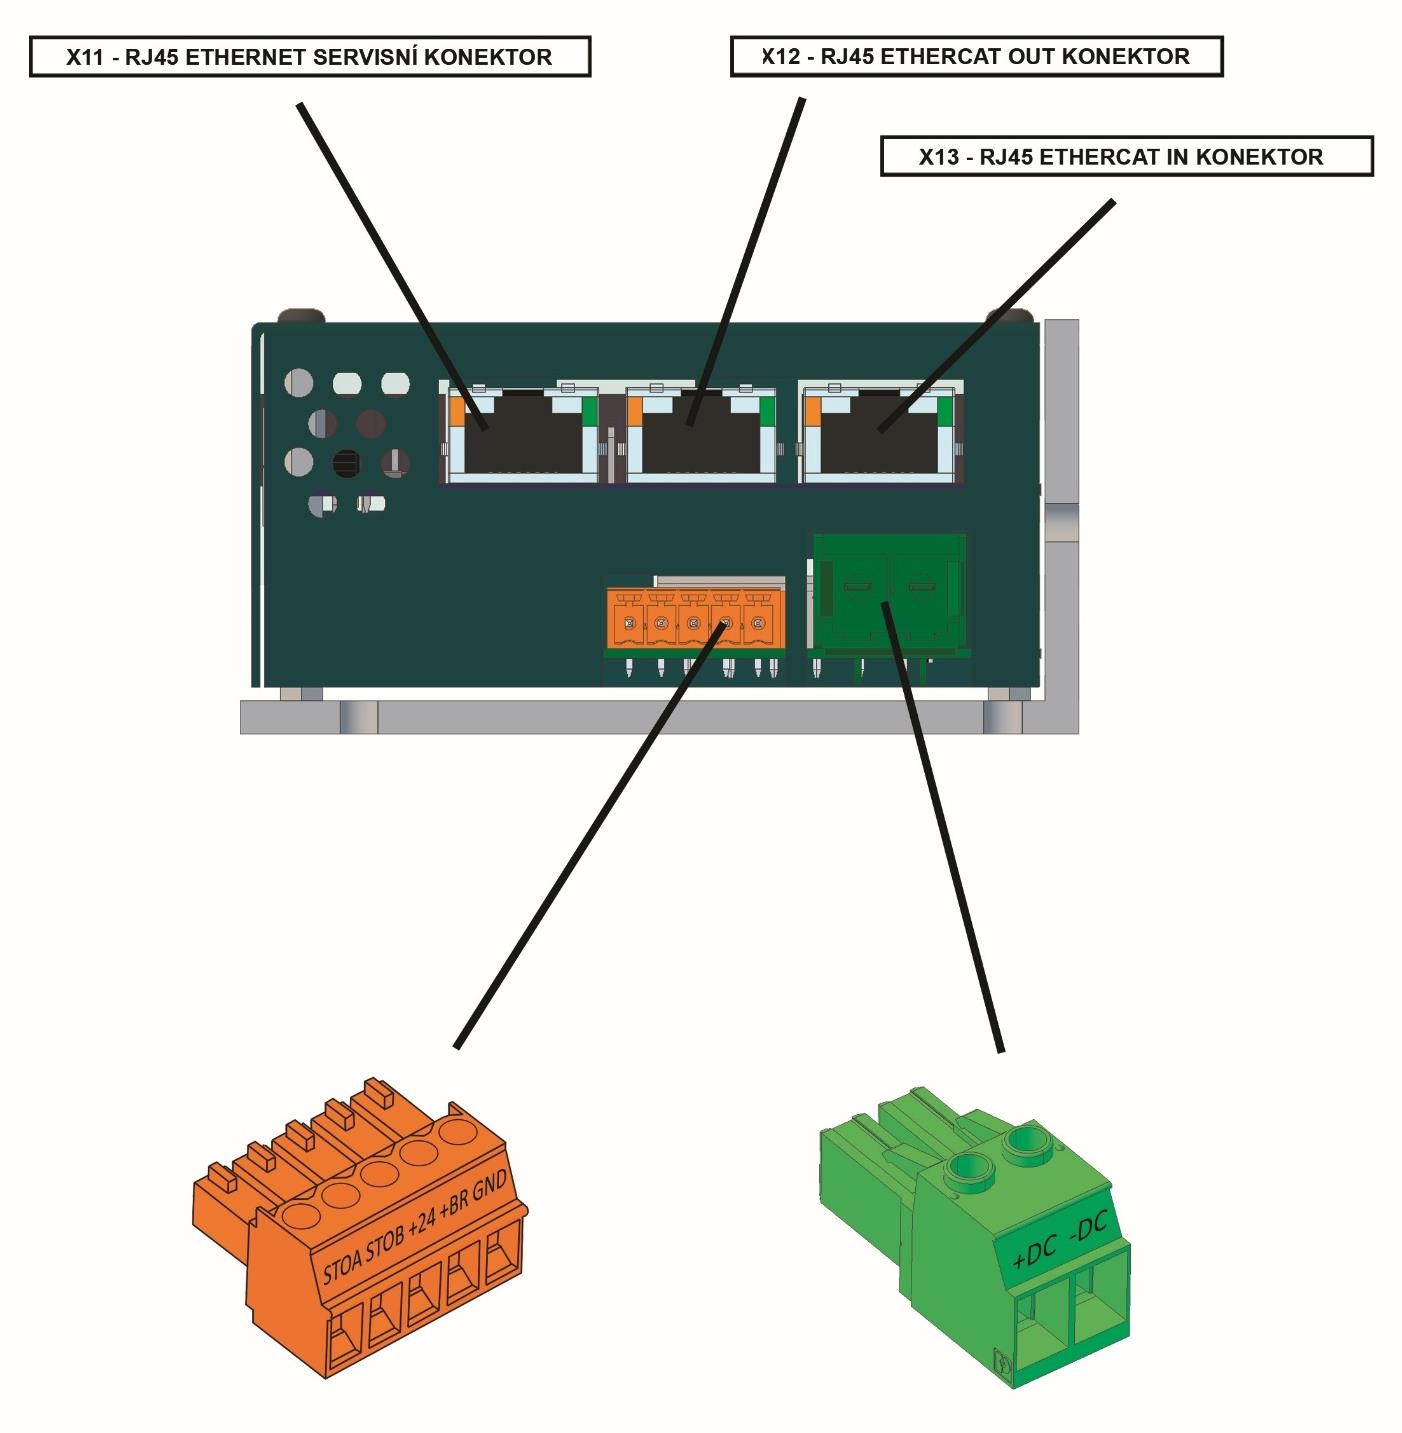 X11 - RJ45 ETHERNET SERVISNÍ KONEKTOR
X12 - RJ45 ETHERCAT OUT KONEKTOR
X13 - RJ45 ETHERCAT IN KONEKTOR
STOA STOB +24 +BR GND
+DC -DC